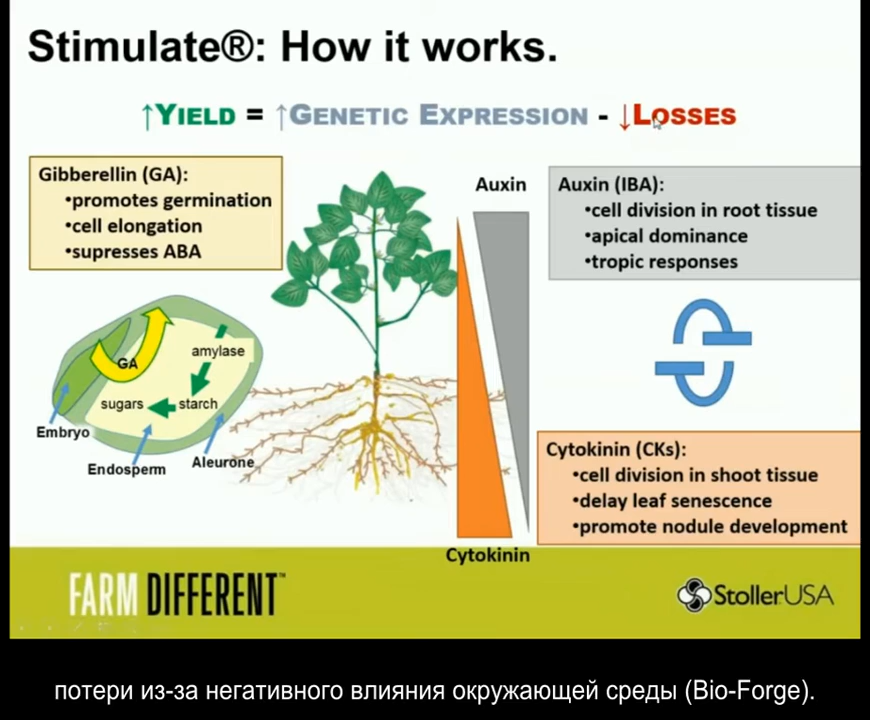 Stimulate®: How it works.
↑YIELD = ↑GENETIC EXPRESSION - ↓LOSSES
Gibberellin (GA):
•promotes germination
•cell elongation
•supresses ABA
Auxin
Auxin (IBA):
•cell division in root tissue
•apical dominance
•tropic responses
GA
amylase
sugars
starch
Embryo
Endosperm
Aleurone
Cytokinin (CKs):
•cell division in shoot tissue
•delay leaf senescence
•promote nodule development
Cytokinin
FARM DIFFERENT™
StollerUSA
потери из-за негативного влияния окружающей среды (Bio-Forge).